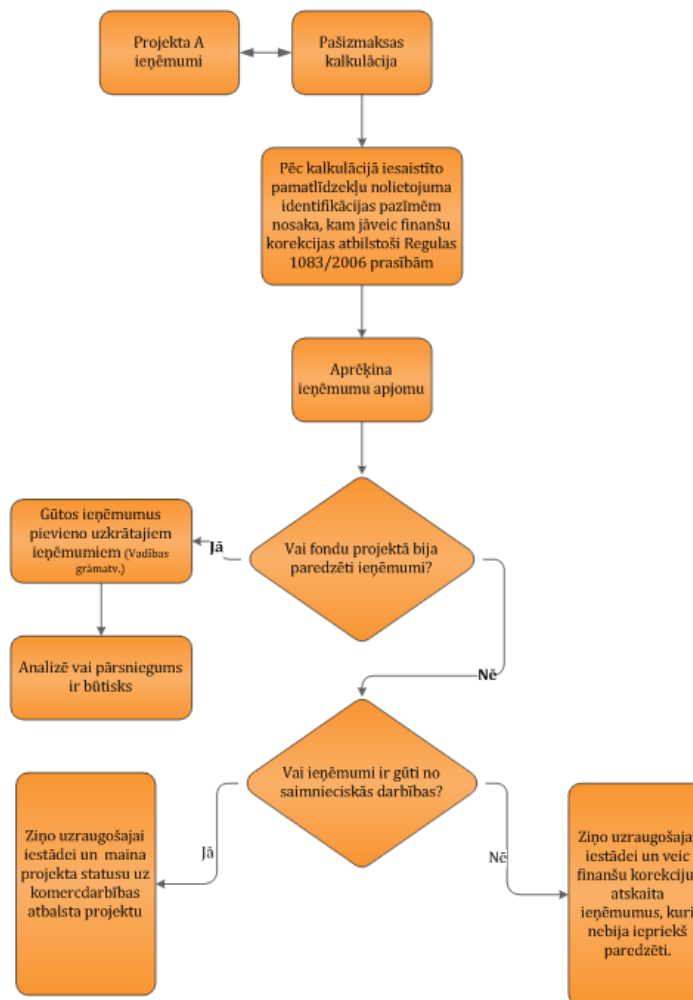 Projekta A
ieņēmumi
Pašizmaksas
kalkulācija
Pēc kalkulācijā iesaistīto
pamatlīdzekļu nolietojuma
identifikācijas pazīmēm
nosaka, kam jāveic finanšu
korekcijas atbilstoši Regulas
1083/2006 prasībām
Aprēķina
ieņēmumu apjomu
Vai fondu projektā bija
paredzēti ieņēmumi?
Jā
Gūtos ieņēmumus
pievieno uzkrātajiem
ieņēmumiem (Vadības
grāmatv.)
Analizē vai pārsniegums
ir būtisks
Nē
Vai ieņēmumi ir gūti no
saimnieciskās darbības?
Jā
Ziņo uzraugošajai
iestādei un maina
projekta statusu uz
komercdarbības
atbalsta projektu
Nē
Ziņo uzraugošaja
iestādei un veic
finanšu korekciju
atskaita
ieņēmumus, kuri
nebija iepriekš
paredzēti.